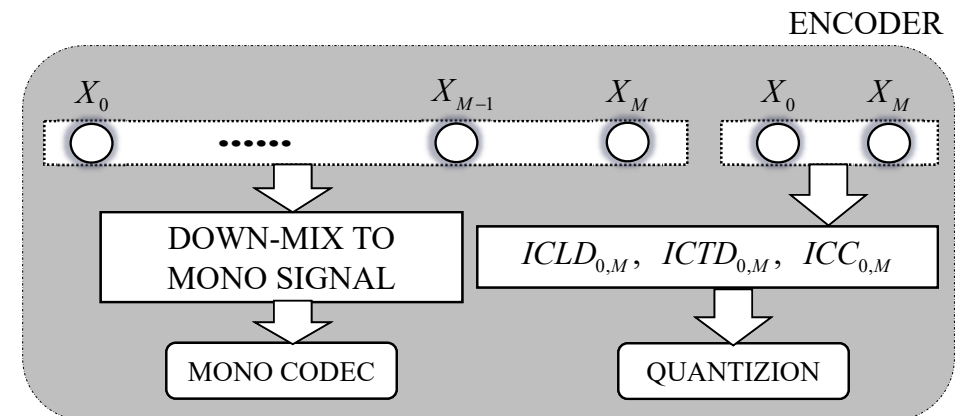 ENCODER
X_0 X_{M-1} X_M X_0 X_M
......
DOWN-MIX TO
MONO SIGNAL
ICLD_{0,M}, ICTD_{0,M}, ICC_{0,M}
MONO CODEC
QUANTIZION